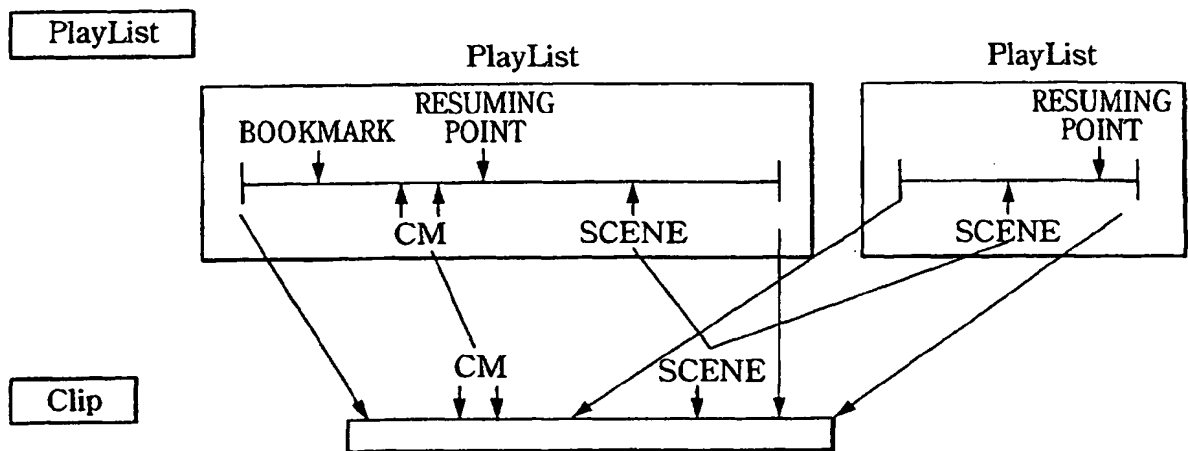 PlayList
PlayList
PlayList
RESUMING
POINT
BOOKMARK
RESUMING
POINT
CM
SCENE
SCENE
CM
SCENE
Clip